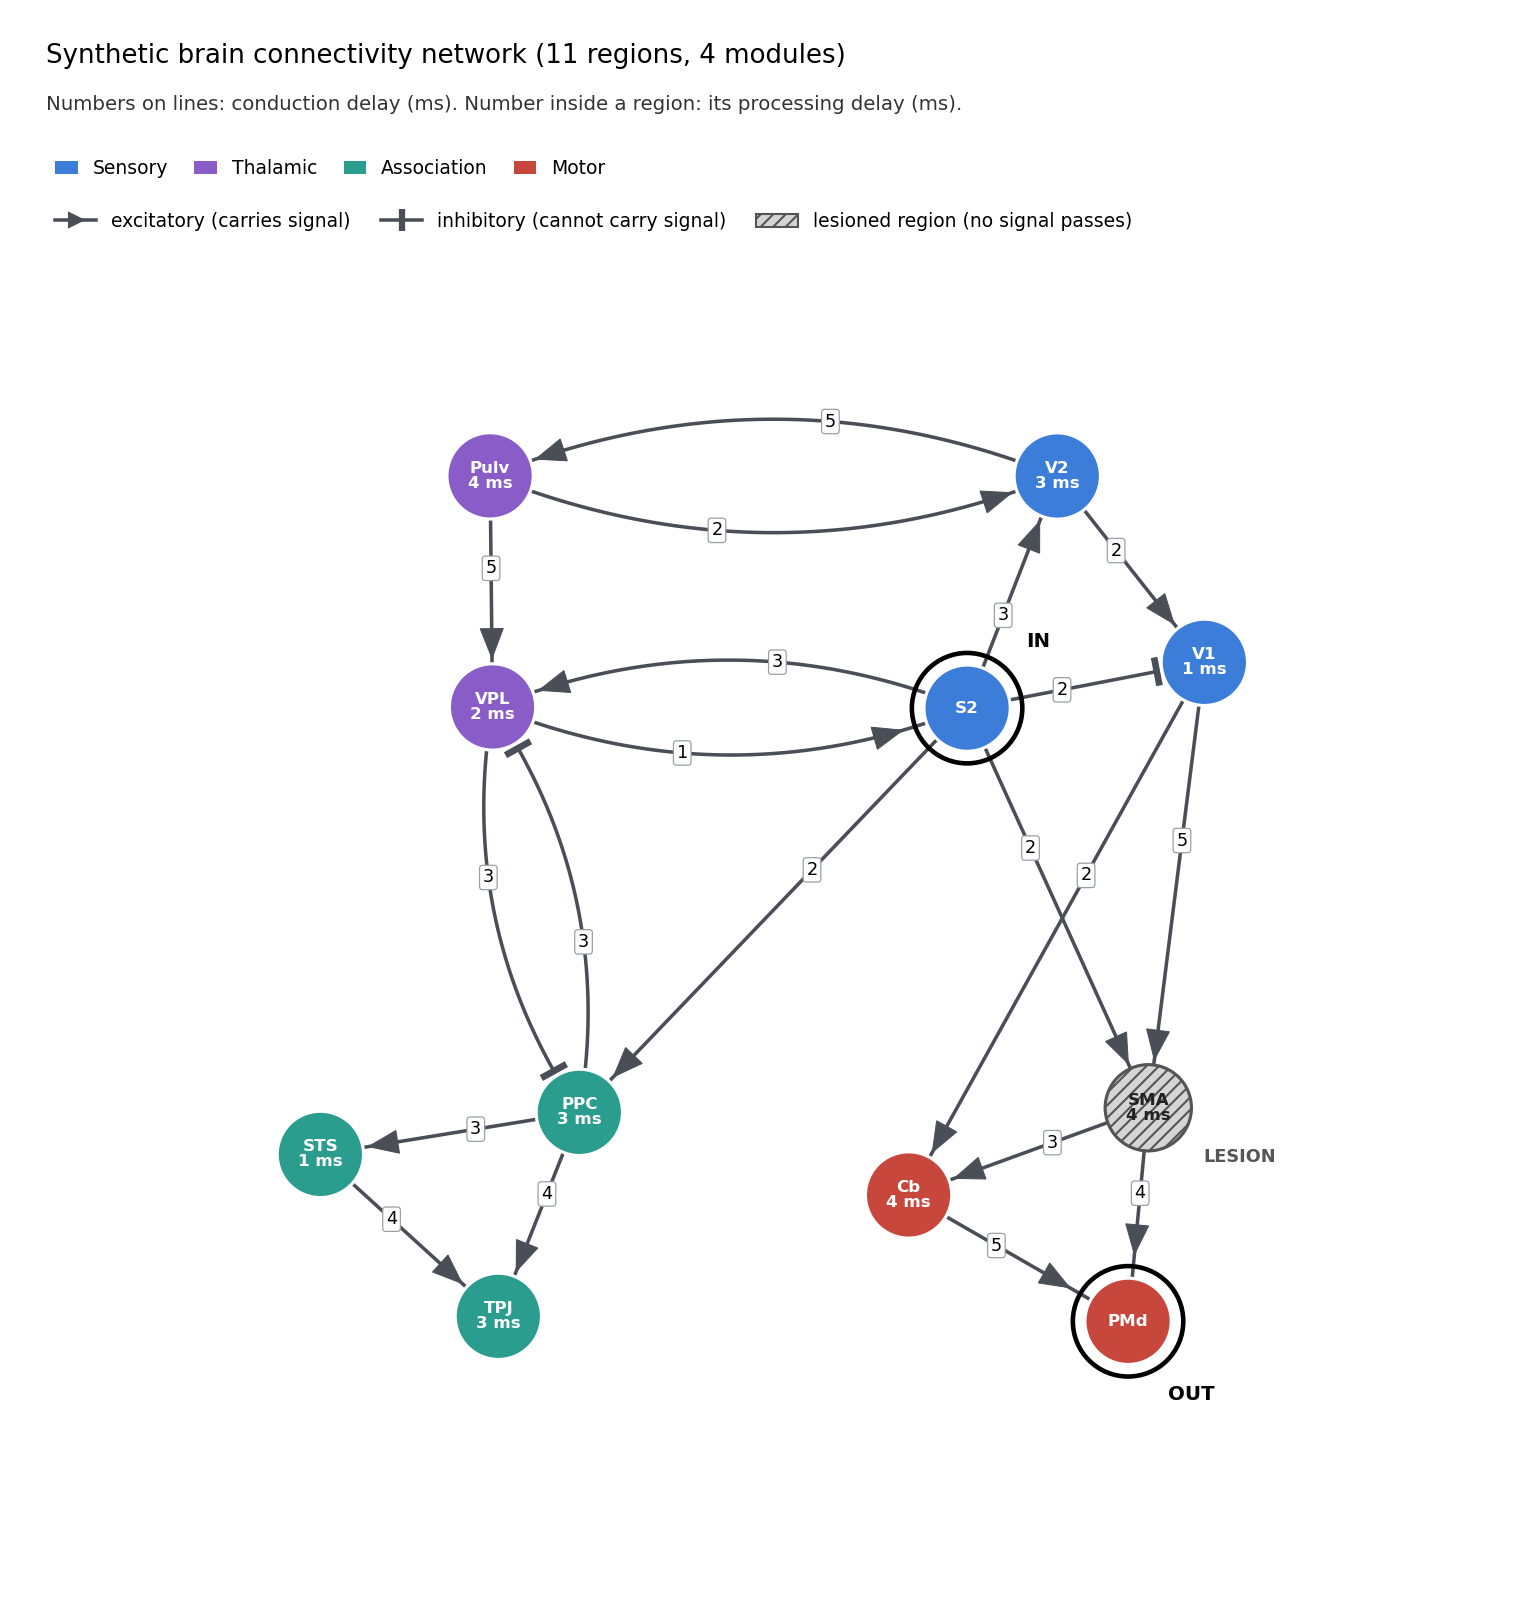 Synthetic brain connectivity network (11 regions, 4 modules)
Numbers on lines: conduction delay (ms). Number inside a region: its processing delay (ms).
Sensory Thalamic Association Motor
excitatory (carries signal) inhibitory (cannot carry signal) lesioned region (no signal passes)
5
Pulv
4 ms
V2
3 ms
2
2
5
3
IN
3
V1
1 ms
2
VPL
2 ms
S2
1
5
2
2
2
3
3
PPC
3 ms
SMA
4 ms
3
STS
1 ms
3
LESION
4
4
Cb
4 ms
4
5
TPJ
3 ms
PMd
OUT